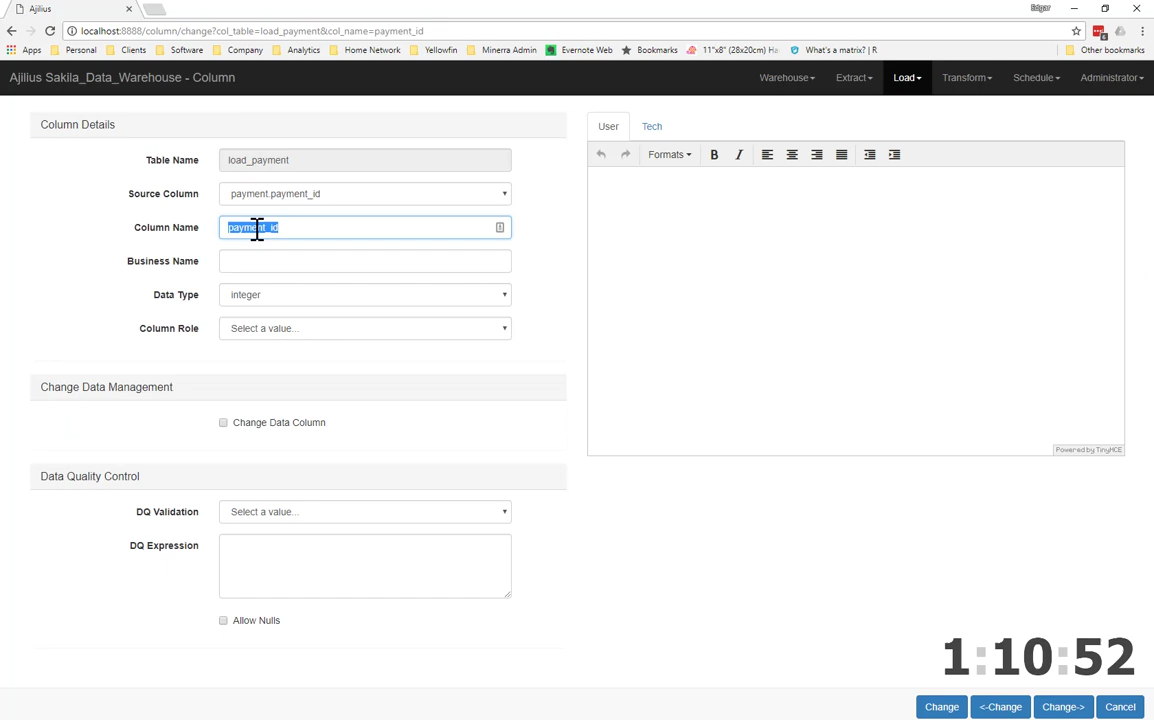 Ajilius
Edgar
localhost:8888/column/change?col_table=load_payment&col_name=payment_id
Apps Personal Clients Software Company Analytics Home Network Yellowfin Minerra Admin Evernote Web Bookmarks 11"x8" (28x20cm) Ha What's a matrix? | R Other bookmarks
Ajilius Sakila_Data_Warehouse - Column Warehouse Extract Load Transform Schedule Administrator
Column Details
User Tech
Formats B I
Table Name load_payment
Source Column payment.payment_id
Column Name payment_id
Business Name
Data Type integer
Column Role Select a value...
Change Data Management
Change Data Column
Powered by TinyMCE
Data Quality Control
DQ Validation Select a value...
DQ Expression
Allow Nulls
1:10:52
Change <-Change Change-> Cancel